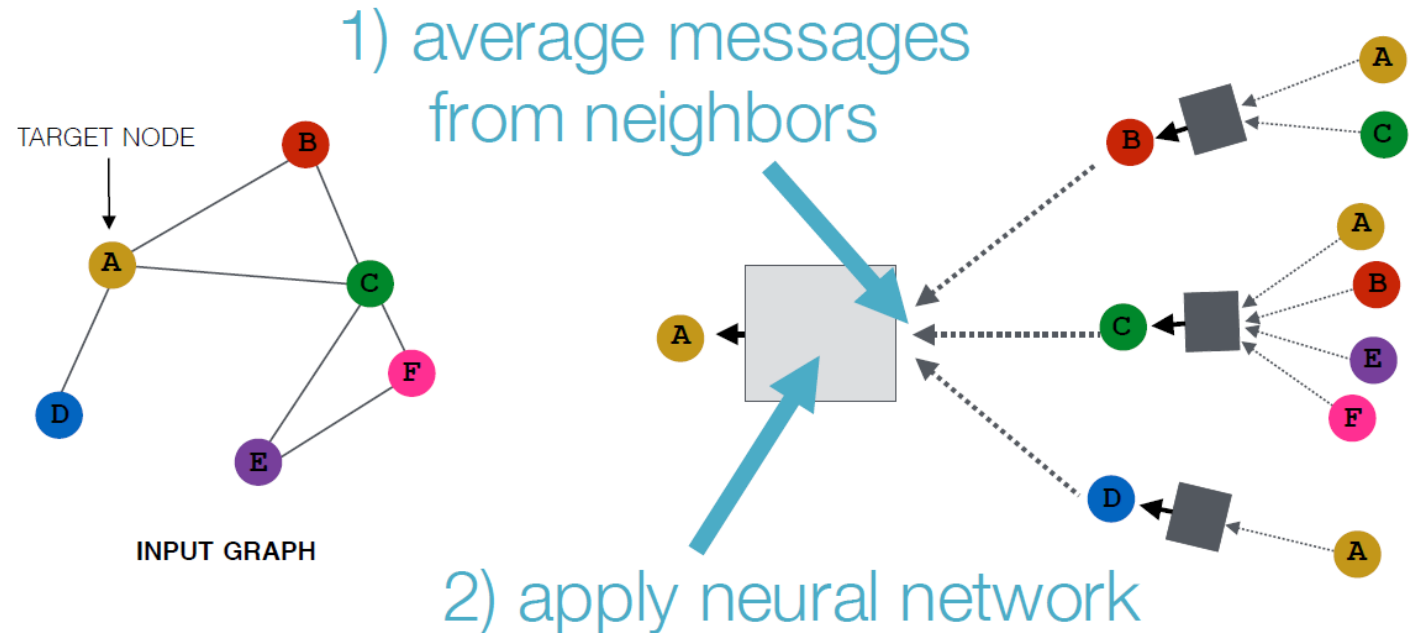 1) average messages
from neighbors
TARGET NODE
B
A
C
F
D
E
INPUT GRAPH
A
B
C
D
A
C
A
B
E
F
A
2) apply neural network